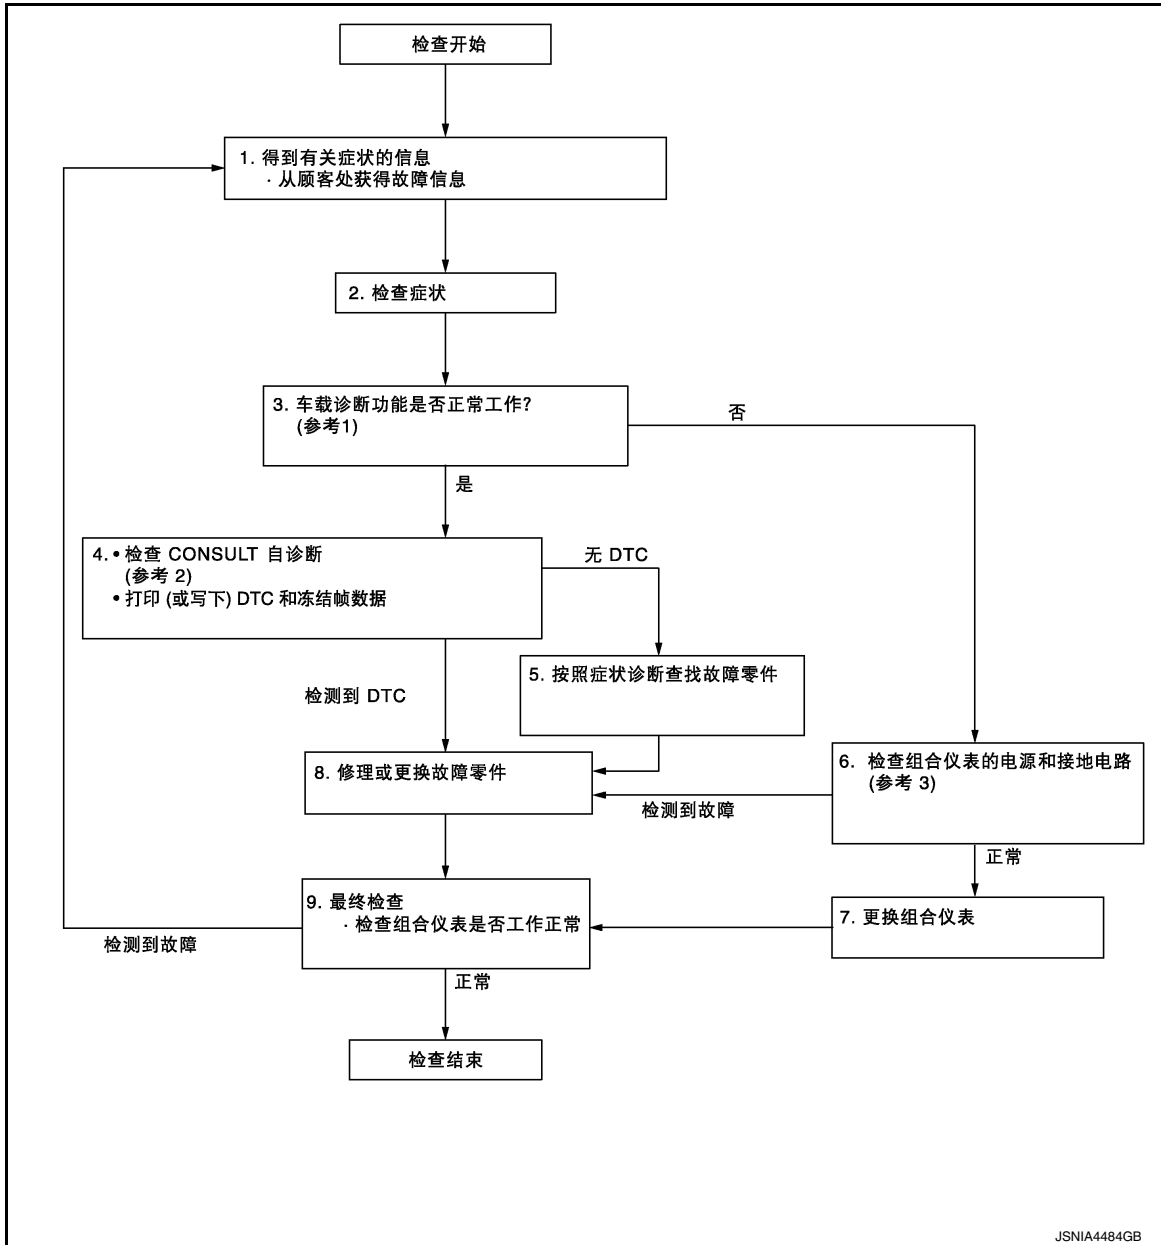 检查开始
1. 得到有关症状的信息
· 从顾客处获得故障信息
2. 检查症状
3. 车载诊断功能是否正常工作?
(参考1)
否
是
4. • 检查 CONSULT 自诊断
(参考 2)
• 打印 (或写下) DTC 和冻结帧数据
无 DTC
5. 按照症状诊断查找故障零件
检测到 DTC
6. 检查组合仪表的电源和接地电路
(参考 3)
8. 修理或更换故障零件
检测到故障
正常
9. 最终检查
· 检查组合仪表是否工作正常
7. 更换组合仪表
检测到故障
正常
检查结束
JSNIA4484GB